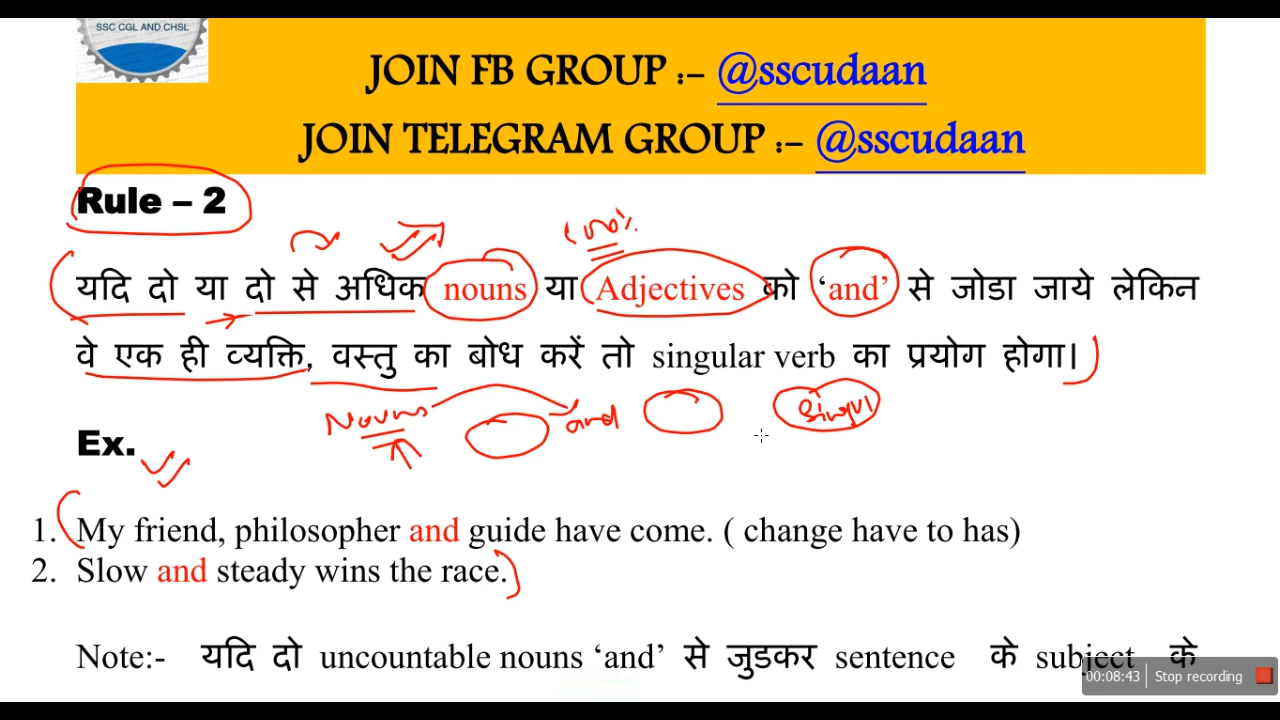 SSC CGL AND CHSL
JOIN FB GROUP :– @sscudaan
JOIN TELEGRAM GROUP :– @sscudaan
Rule – 2
100%
यदि दो या दो से अधिक nouns या Adjectives को ‘and’ से जोडा जाये लेकिन
वे एक ही व्यक्ति, वस्तु का बोध करें तो singular verb का प्रयोग होगा।
Nouns and Singul
Ex.
1. My friend, philosopher and guide have come. ( change have to has)
2. Slow and steady wins the race.
Note:- यदि दो uncountable nouns ‘and’ से जुडकर sentence के subject के
00:08:43 Stop recording